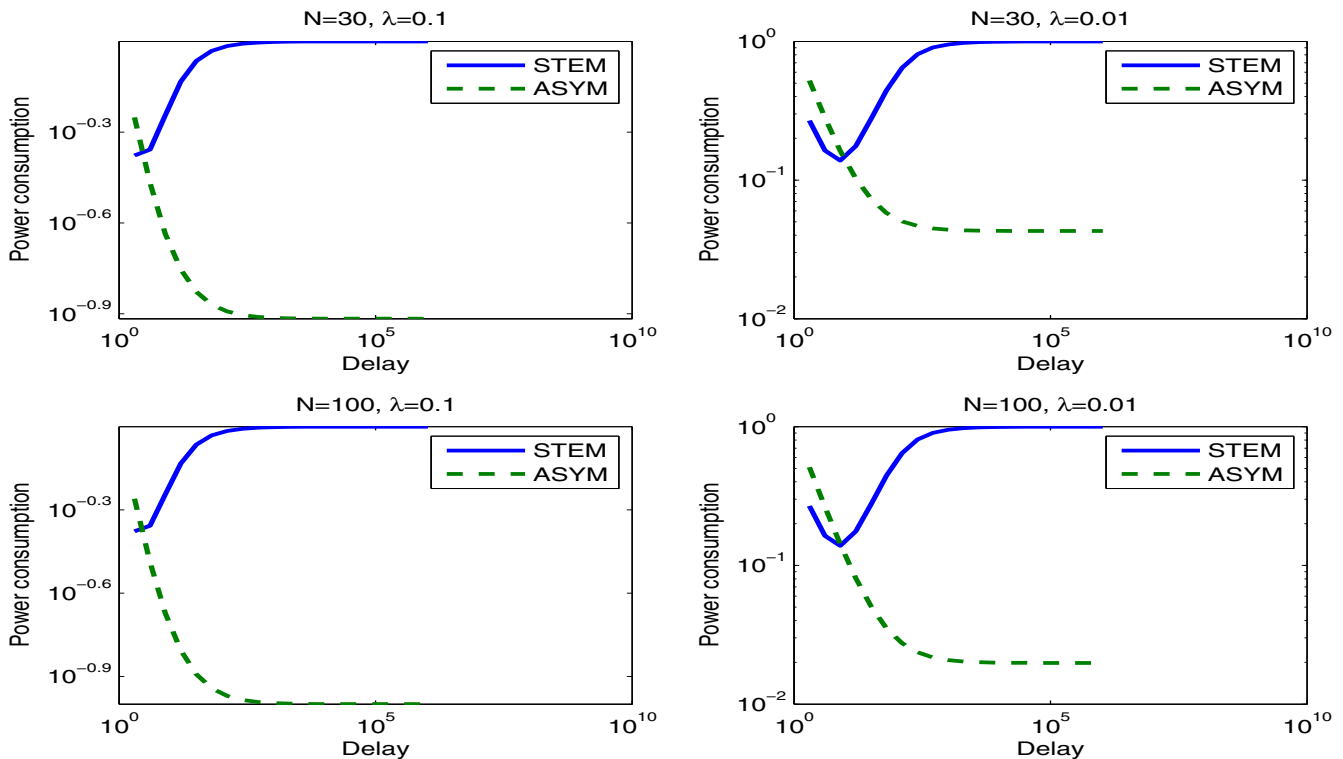 N=30, λ=0.1
STEM
ASYM
10^-0.3
10^-0.6
10^-0.9
Power consumption
10^0
10^5
10^10
Delay
N=30, λ=0.01
STEM
ASYM
10^0
10^-1
10^-2
Power consumption
10^0
10^5
10^10
Delay
N=100, λ=0.1
STEM
ASYM
10^-0.3
10^-0.6
10^-0.9
Power consumption
10^0
10^5
10^10
Delay
N=100, λ=0.01
STEM
ASYM
10^0
10^-1
10^-2
Power consumption
10^0
10^5
10^10
Delay